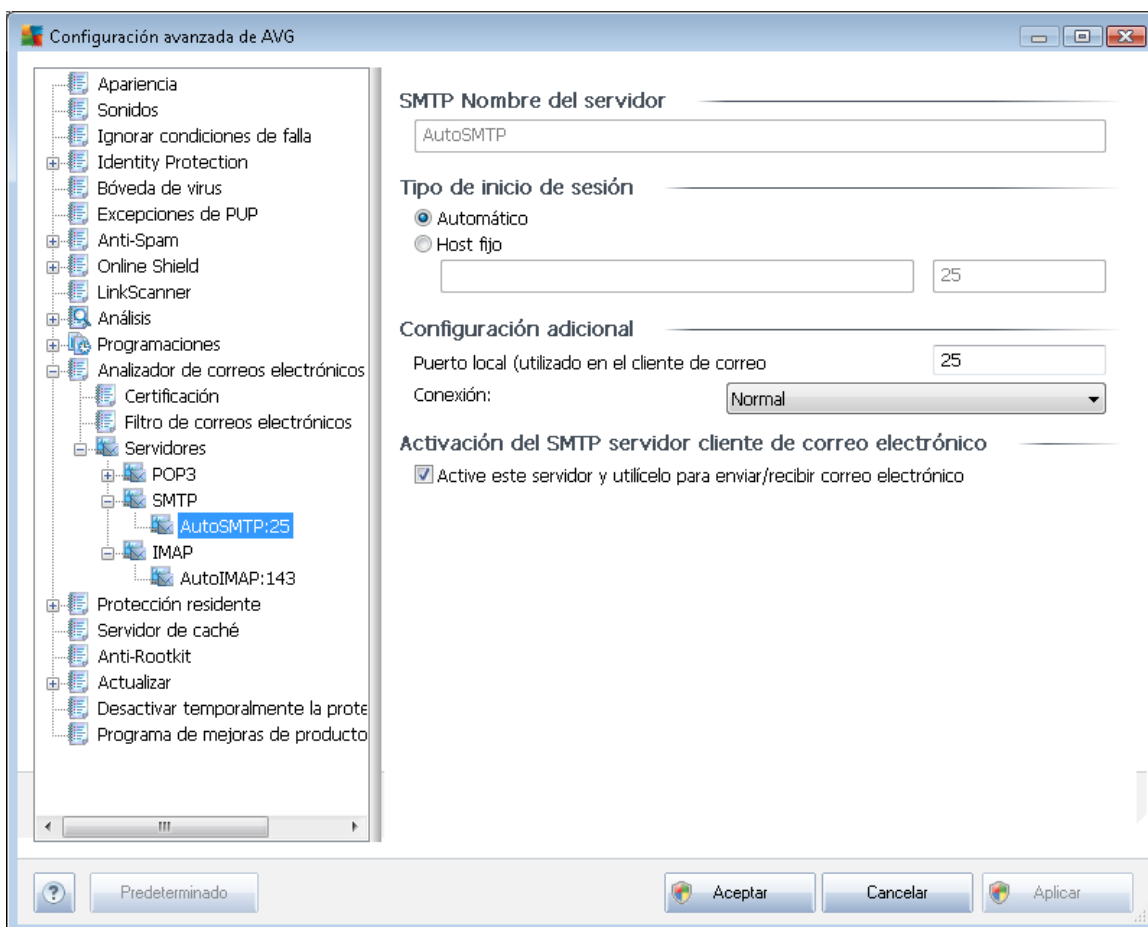 Configuración avanzada de AVG
Apariencia
Sonidos
Ignorar condiciones de falla
Identity Protection
Bóveda de virus
Excepciones de PUP
Anti-Spam
Online Shield
LinkScanner
Análisis
Programaciones
Analizador de correos electrónicos
Certificación
Filtro de correos electrónicos
Servidores
POP3
SMTP
AutoSMTP:25
IMAP
AutoIMAP:143
Protección residente
Servidor de caché
Anti-Rootkit
Actualizar
Desactivar temporalmente la prote
Programa de mejoras de producto
SMTP Nombre del servidor
AutoSMTP
Tipo de inicio de sesión
Automático
Host fijo
25
Configuración adicional
Puerto local (utilizado en el cliente de correo
25
Conexión:
Normal
Activación del SMTP servidor cliente de correo electrónico
Active este servidor y utilícelo para enviar/recibir correo electrónico
?
Predeterminado
Aceptar
Cancelar
Aplicar